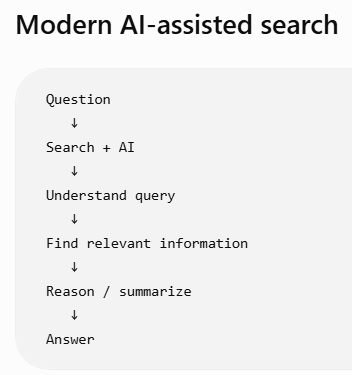 Modern AI-assisted search
Question
↓
Search + AI
↓
Understand query
↓
Find relevant information
↓
Reason / summarize
↓
Answer